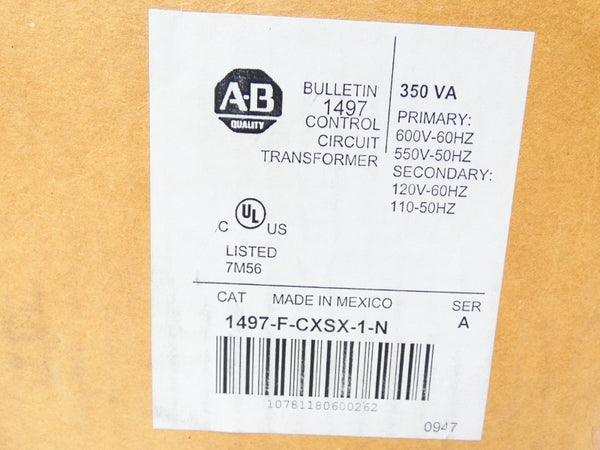 A-B
QUALITY
BULLETIN
1497
CONTROL
CIRCUIT
TRANSFORMER
350 VA
PRIMARY:
600V-60HZ
550V-50HZ
SECONDARY:
120V-60HZ
110-50HZ
C UL US
LISTED
7M56
CAT MADE IN MEXICO SER
1497-F-CXSX-1-N A
10781180600262
0947